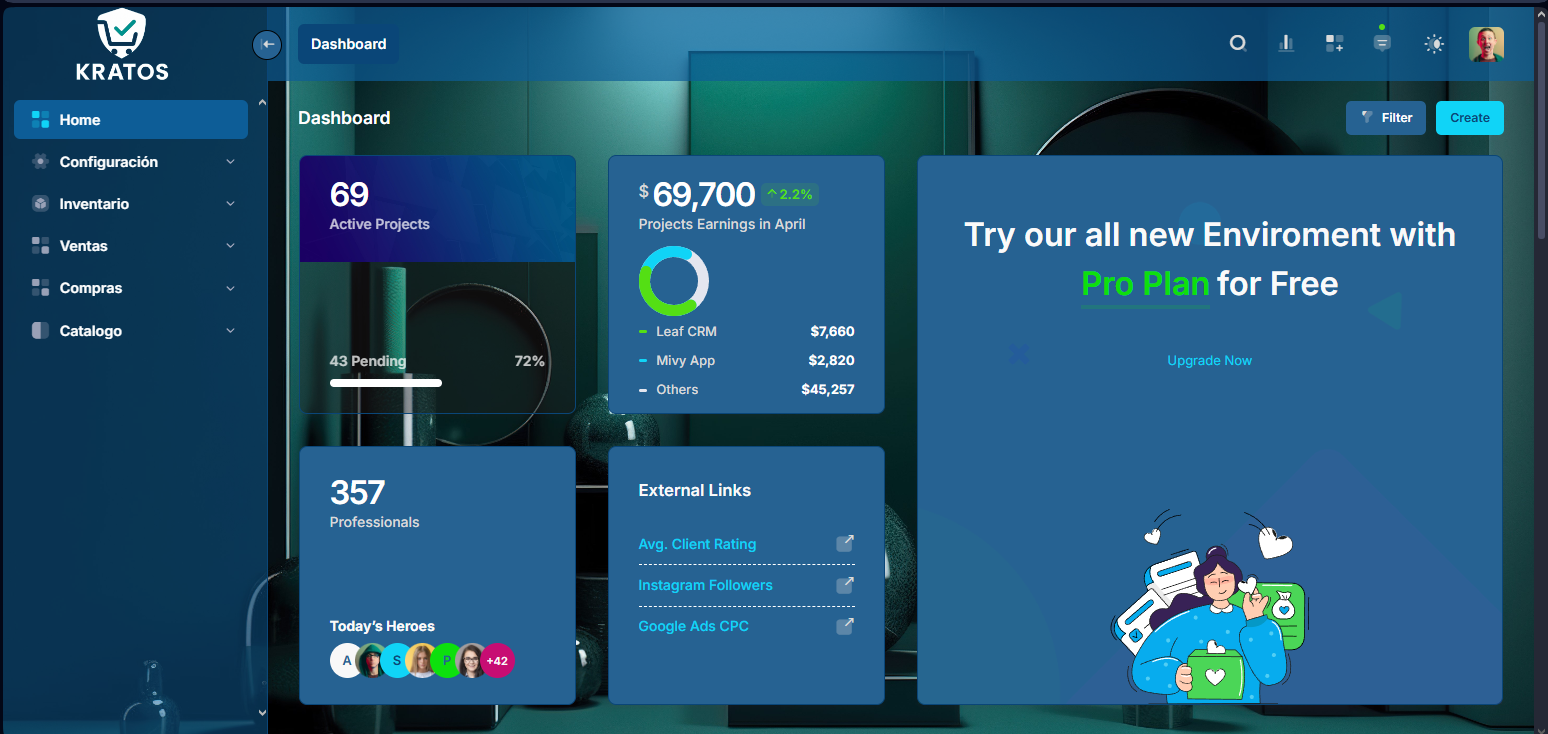 KRATOS
Dashboard
Home
Configuración
Inventario
Ventas
Compras
Catalogo
Dashboard
Filter
Create
69
Active Projects
43 Pending
72%
$ 69,700 2.2%
Projects Earnings in April
Leaf CRM $7,660
Mivy App $2,820
Others $45,257
Try our all new Enviroment with
Pro Plan for Free
Upgrade Now
357
Professionals
Today’s Heroes
A S P +42
External Links
Avg. Client Rating
Instagram Followers
Google Ads CPC